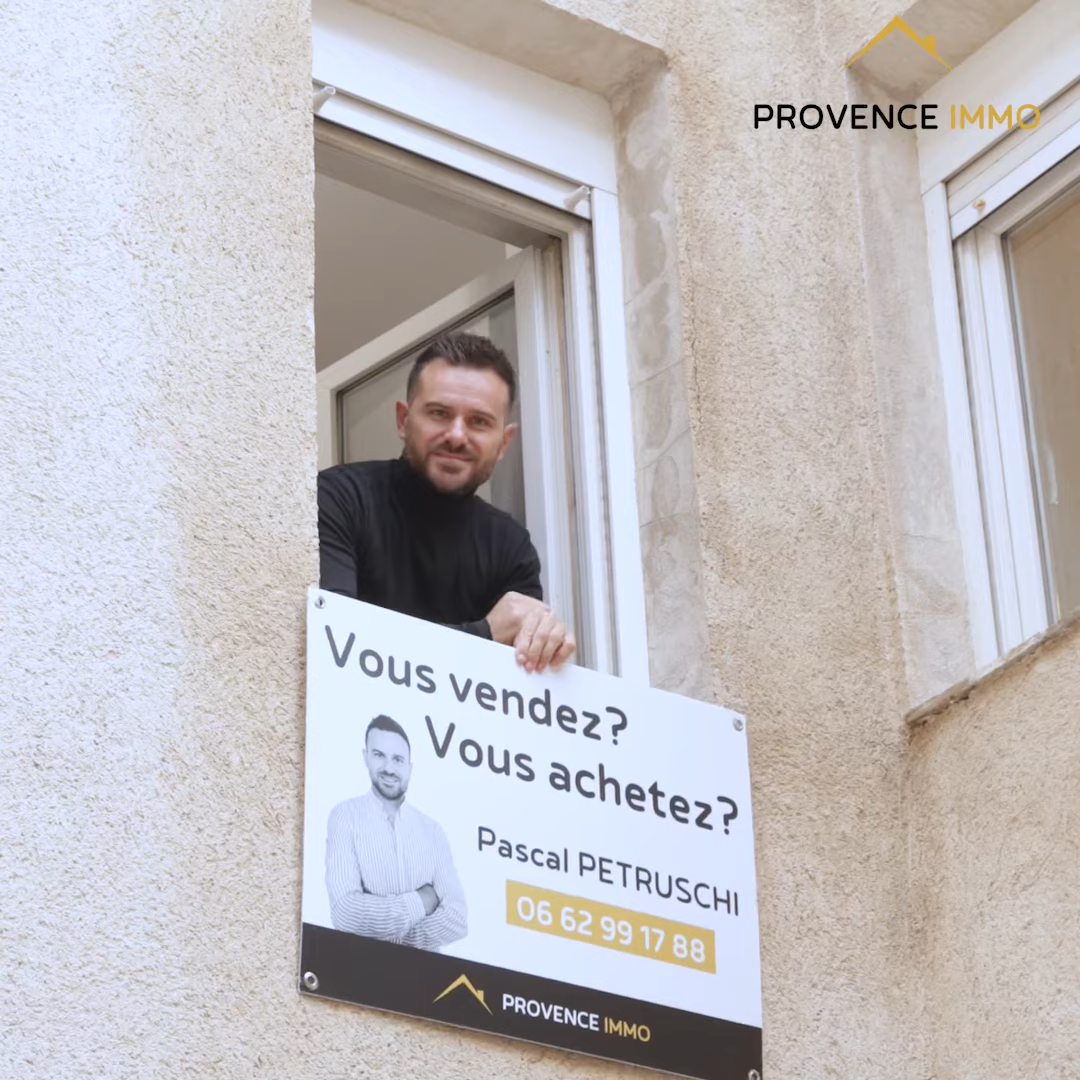 PROVENCE IMMO
Vous vendez?
Vous achetez?
Pascal PETRUSCHI
06 62 99 17 88
PROVENCE IMMO